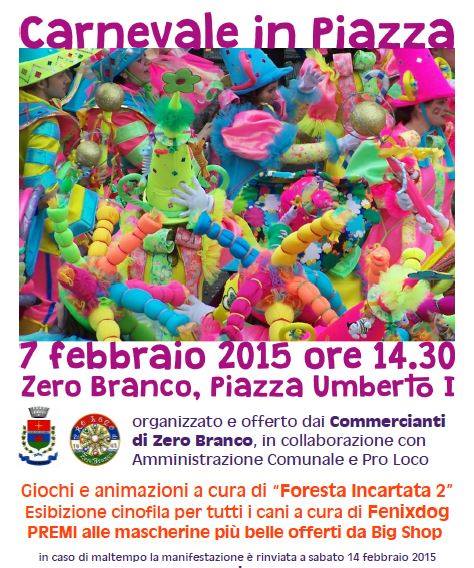 Carnevale in Piazza
7 febbraio 2015 ore 14.30
Zero Branco, Piazza Umberto I
organizzato e offerto dai Commercianti
di Zero Branco, in collaborazione con
Amministrazione Comunale e Pro Loco
Giochi e animazioni a cura di “Foresta Incartata 2”
Esibizione cinofila per tutti i cani a cura di Fenixdog
PREMI alle mascherine più belle offerti da Big Shop
in caso di maltempo la manifestazione è rinviata a sabato 14 febbraio 2015